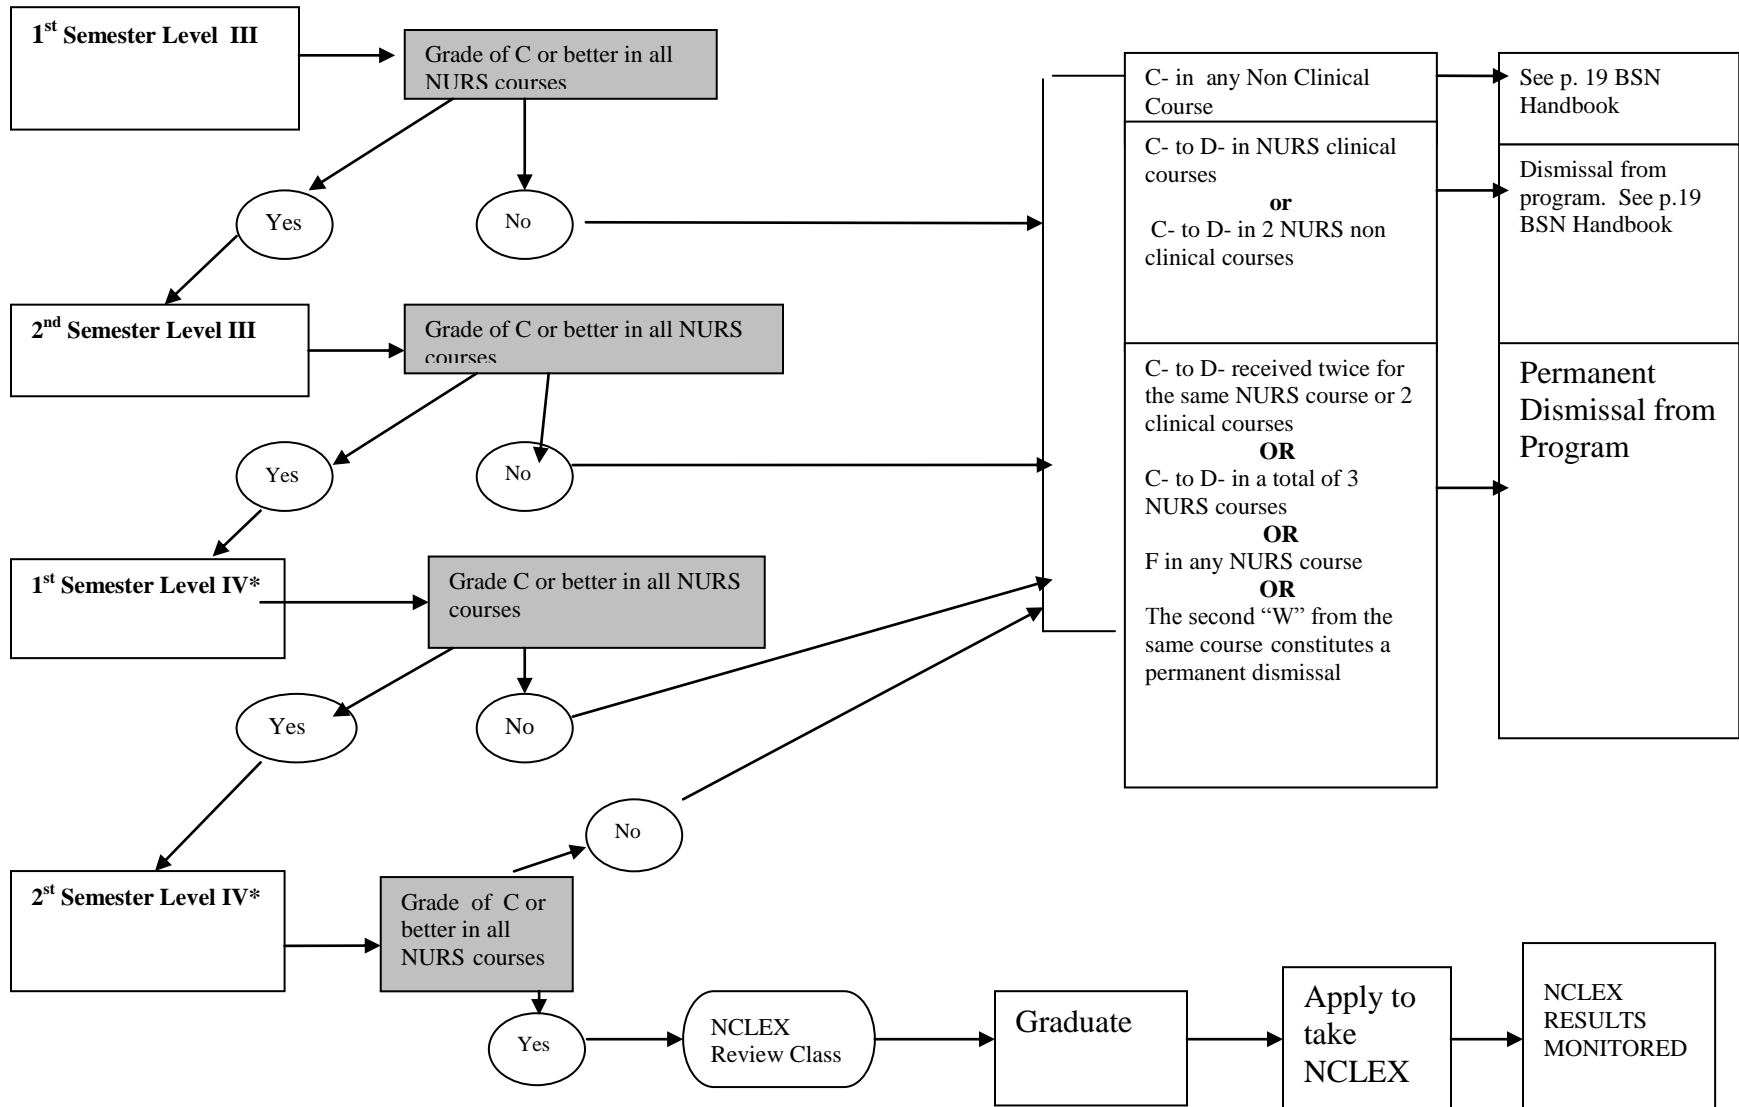 1st Semester Level III
Grade of C or better in all
NURS courses
Yes
No
2nd Semester Level III
Grade of C or better in all NURS
courses
Yes
No
1st Semester Level IV*
Grade C or better in all NURS
courses
Yes
No
No
2st Semester Level IV*
Grade of C or
better in all
NURS courses
Yes
NCLEX
Review Class
Graduate
Apply to
take
NCLEX
NCLEX
RESULTS
MONITORED
C- in any Non Clinical
Course
See p. 19 BSN
Handbook
C- to D- in NURS clinical
courses
or
C- to D- in 2 NURS non
clinical courses
Dismissal from
program. See p.19
BSN Handbook
C- to D- received twice for
the same NURS course or 2
clinical courses
OR
C- to D- in a total of 3
NURS courses
OR
F in any NURS course
OR
The second “W” from the
same course constitutes a
permanent dismissal
Permanent
Dismissal from
Program